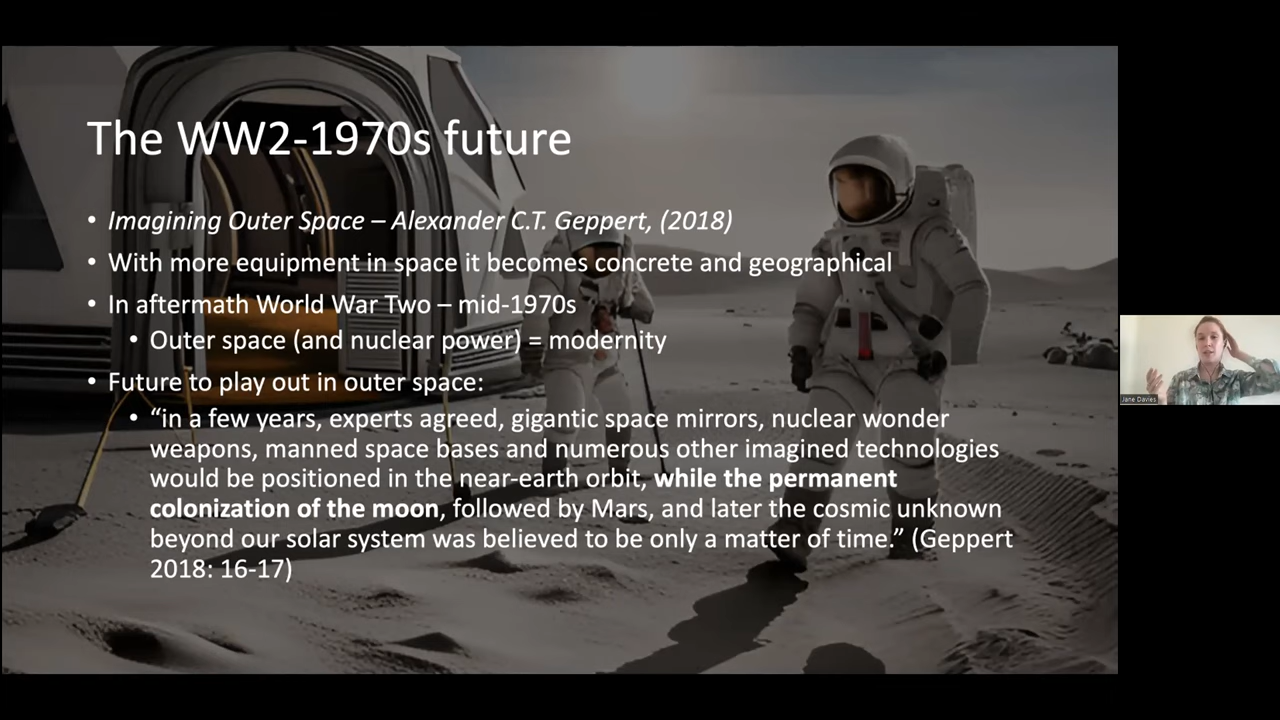 The WW2-1970s future
• Imagining Outer Space – Alexander C.T. Geppert, (2018)
• With more equipment in space it becomes concrete and geographical
• In aftermath World War Two – mid-1970s
• Outer space (and nuclear power) = modernity
• Future to play out in outer space:
• “in a few years, experts agreed, gigantic space mirrors, nuclear wonder
weapons, manned space bases and numerous other imagined technologies
would be positioned in the near-earth orbit, while the permanent
colonization of the moon, followed by Mars, and later the cosmic unknown
beyond our solar system was believed to be only a matter of time.” (Geppert
2018: 16-17)
Jane Davies